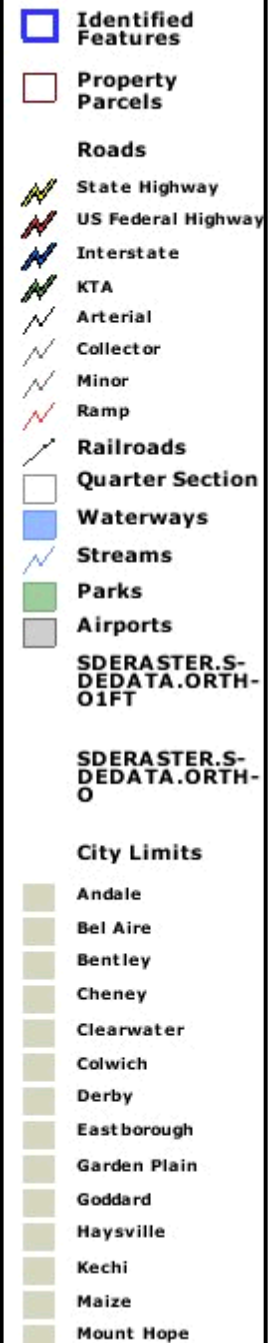 Identified
Features
Property
Parcels
Roads
State Highway
US Federal Highway
Interstate
KTA
Arterial
Collector
Minor
Ramp
Railroads
Quarter Section
Waterways
Streams
Parks
Airports
SDERASTER.S-
DEDATA.ORTH-
O1FT
SDERASTER.S-
DEDATA.ORTH-
O
City Limits
Andale
Bel Aire
Bentley
Cheney
Clearwater
Colwich
Derby
Eastborough
Garden Plain
Goddard
Haysville
Kechi
Maize
Mount Hope